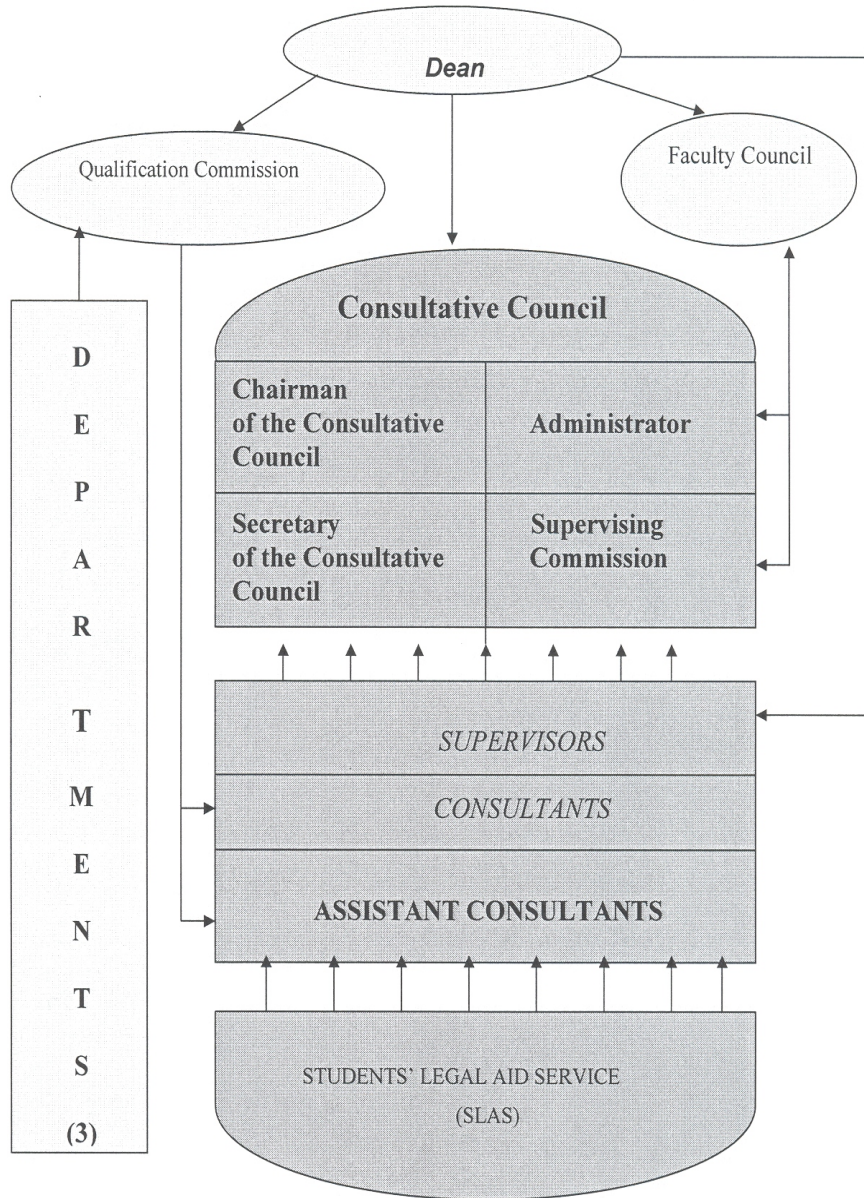 Dean
Qualification Commission
Faculty Council
Consultative Council
Chairman
of the Consultative
Council
Administrator
Secretary
of the Consultative
Council
Supervising
Commission
D
E
P
A
R
T
M
E
N
T
S
(3)
SUPERVISORS
CONSULTANTS
ASSISTANT CONSULTANTS
STUDENTS’ LEGAL AID SERVICE
(SLAS)